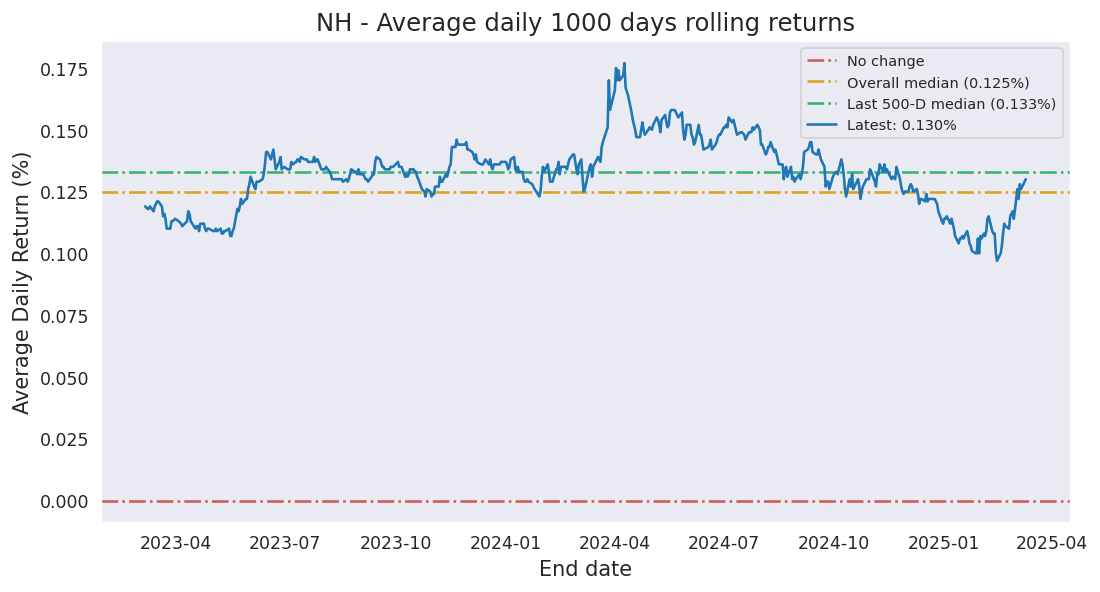 NH - Average daily 1000 days rolling returns
No change
Overall median (0.125%)
Last 500-D median (0.133%)
Latest: 0.130%
Average Daily Return (%)
0.175
0.150
0.125
0.100
0.075
0.050
0.025
0.000
2023-04 2023-07 2023-10 2024-01 2024-04 2024-07 2024-10 2025-01 2025-04
End date